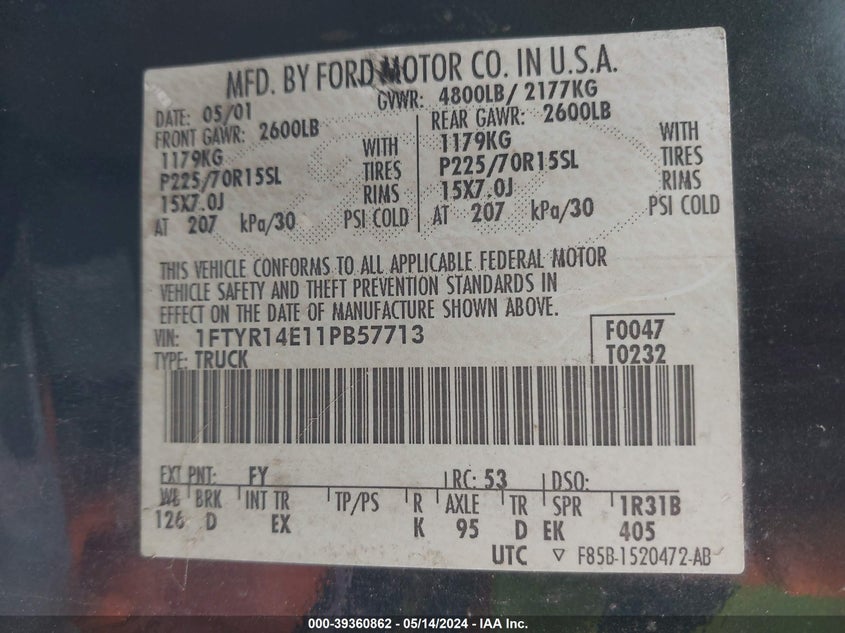 MFD. BY FORD MOTOR CO. IN U.S.A.
DATE: 05/01 GVWR: 4800LB/ 2177KG
FRONT GAWR: 2600LB REAR GAWR: 2600LB
1179KG WITH 1179KG WITH
P225/70R15SL TIRES P225/70R15SL TIRES
15X7.0J RIMS 15X7.0J RIMS
AT 207 kPa/30 PSI COLD AT 207 kPa/30 PSI COLD
THIS VEHICLE CONFORMS TO ALL APPLICABLE FEDERAL MOTOR
VEHICLE SAFETY AND THEFT PREVENTION STANDARDS IN
EFFECT ON THE DATE OF MANUFACTURE SHOWN ABOVE.
VIN: 1FTYR14E11PB57713 F0047
TYPE: TRUCK T0232
EXT PNT: FY RC: 53 DSO:
WB BRK INT TR TP/PS R AXLE TR SPR 1R31B
126 D EX K 95 D EK 405
UTC ▽ F85B-1520472-AB
000-39360862 - 05/14/2024 - IAA Inc.